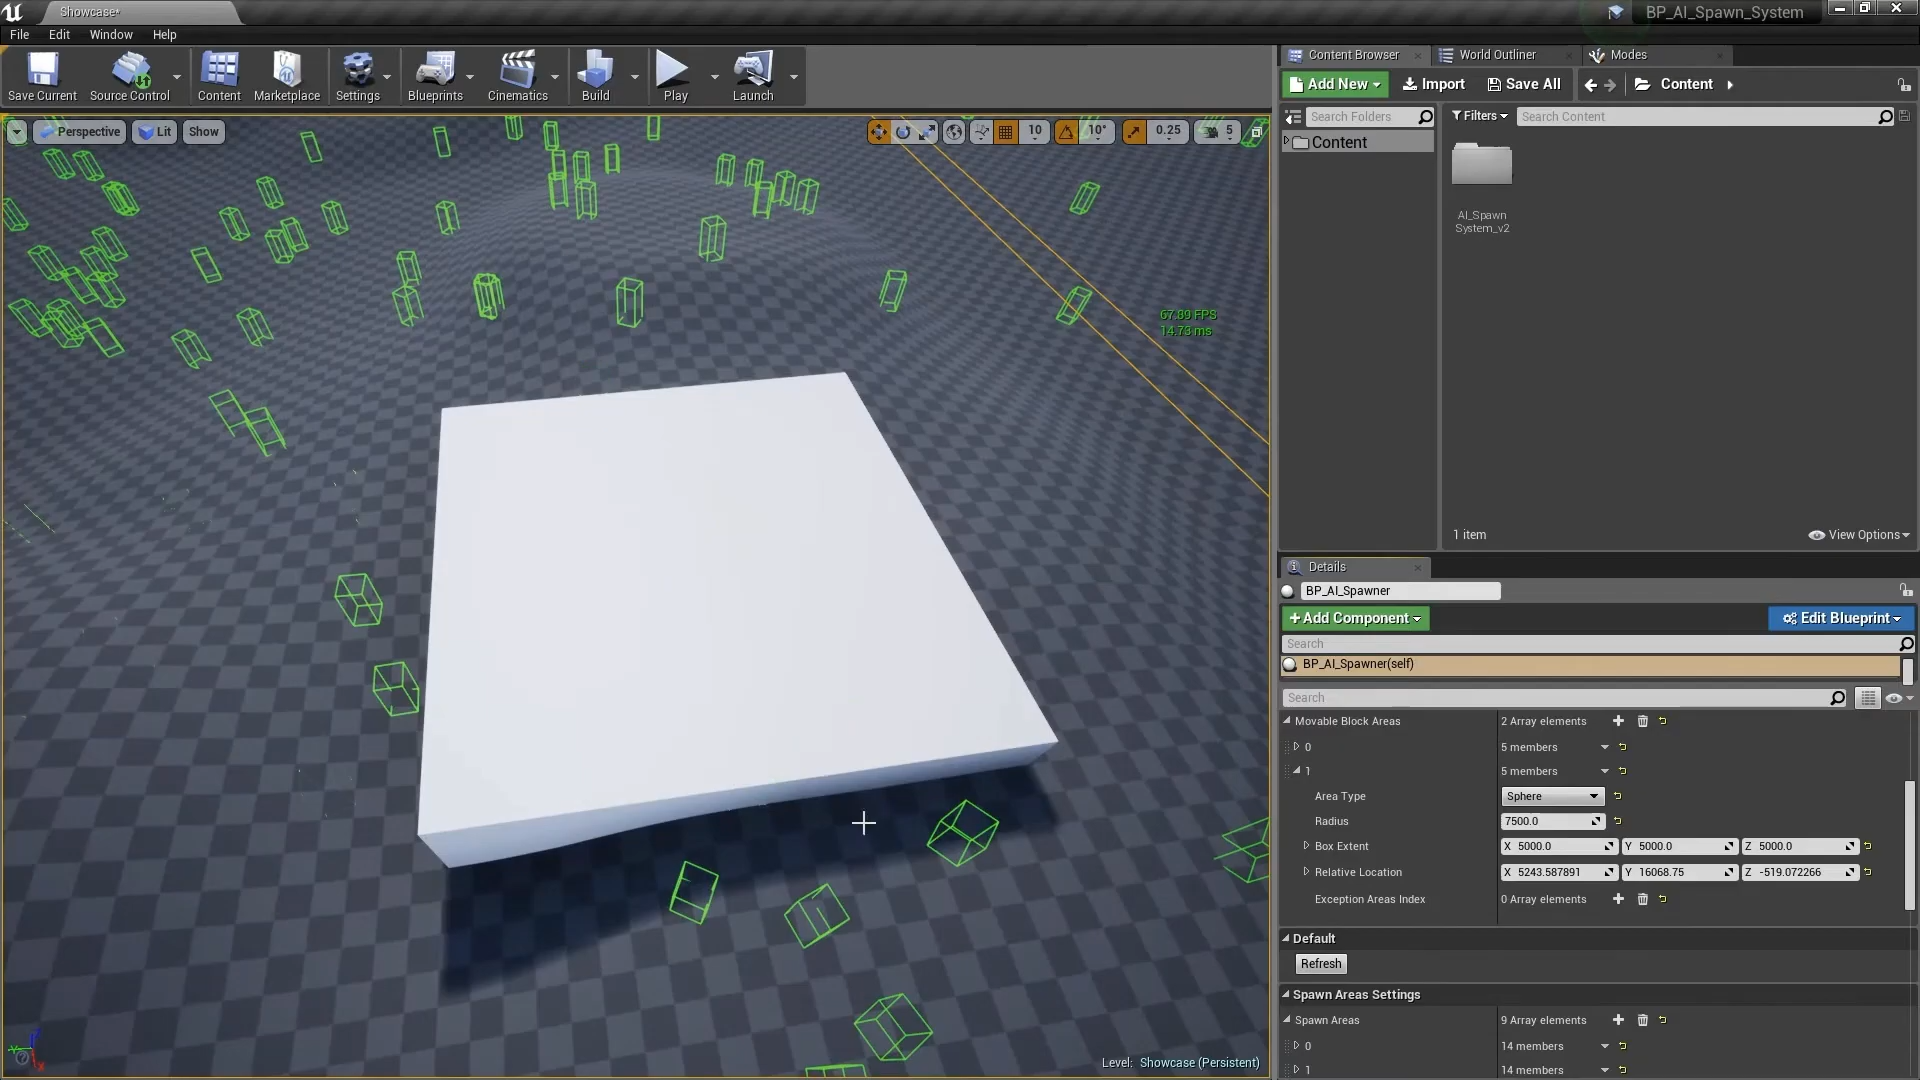 Showcase*
BP_AI_Spawn_System
File Edit Window Help
Save Current Source Control Content Marketplace Settings Blueprints Cinematics Build Play Launch
Perspective Lit Show
10 10° 0.25 5
67.89 FPS
14.73 ms
Level: Showcase (Persistent)
Content Browser World Outliner Modes
Add New Import Save All Content
Search Folders Filters Search Content
Content
AI_Spawn
System_v2
1 item View Options
Details
BP_AI_Spawner
+Add Component Edit Blueprint
Search
BP_AI_Spawner(self)
Search
Movable Block Areas 2 Array elements
0 5 members
1 5 members
Area Type Sphere
Radius 7500.0
Box Extent X 5000.0 Y 5000.0 Z 5000.0
Relative Location X 5243.587891 Y 16068.75 Z -519.072266
Exception Areas Index 0 Array elements
Default
Refresh
Spawn Areas Settings
Spawn Areas 9 Array elements
0 14 members
1 14 members